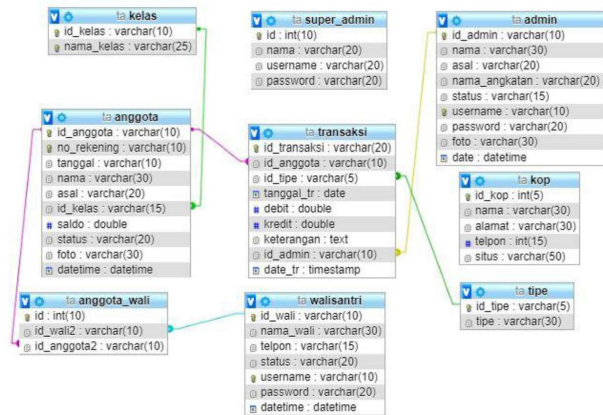 ta kelas
id_kelas : varchar(10)
nama_kelas : varchar(25)
ta super_admin
id : int(10)
nama : varchar(20)
username : varchar(20)
password : varchar(20)
ta admin
id_admin : varchar(10)
nama : varchar(30)
asal : varchar(20)
nama_angkatan : varchar(20)
status : varchar(15)
username : varchar(10)
password : varchar(20)
foto : varchar(30)
date : datetime
ta anggota
id_anggota : varchar(10)
no_rekening : varchar(10)
tanggal : varchar(10)
nama : varchar(30)
asal : varchar(20)
id_kelas : varchar(15)
saldo : double
status : varchar(20)
foto : varchar(30)
datetime : datetime
ta transaksi
id_transaksi : varchar(20)
id_anggota : varchar(10)
id_tipe : varchar(5)
tanggal_tr : date
debit : double
kredit : double
keterangan : text
id_admin : varchar(10)
date_tr : timestamp
ta kop
id_kop : int(5)
nama : varchar(30)
alamat : varchar(30)
telpon : int(15)
situs : varchar(50)
ta anggota_wali
id : int(10)
id_wali2 : varchar(10)
id_anggota2 : varchar(10)
ta walisantri
id_wali : varchar(10)
nama_wali : varchar(30)
telpon : varchar(15)
status : varchar(20)
username : varchar(10)
password : varchar(20)
datetime : datetime
ta tipe
id_tipe : varchar(5)
tipe : varchar(30)